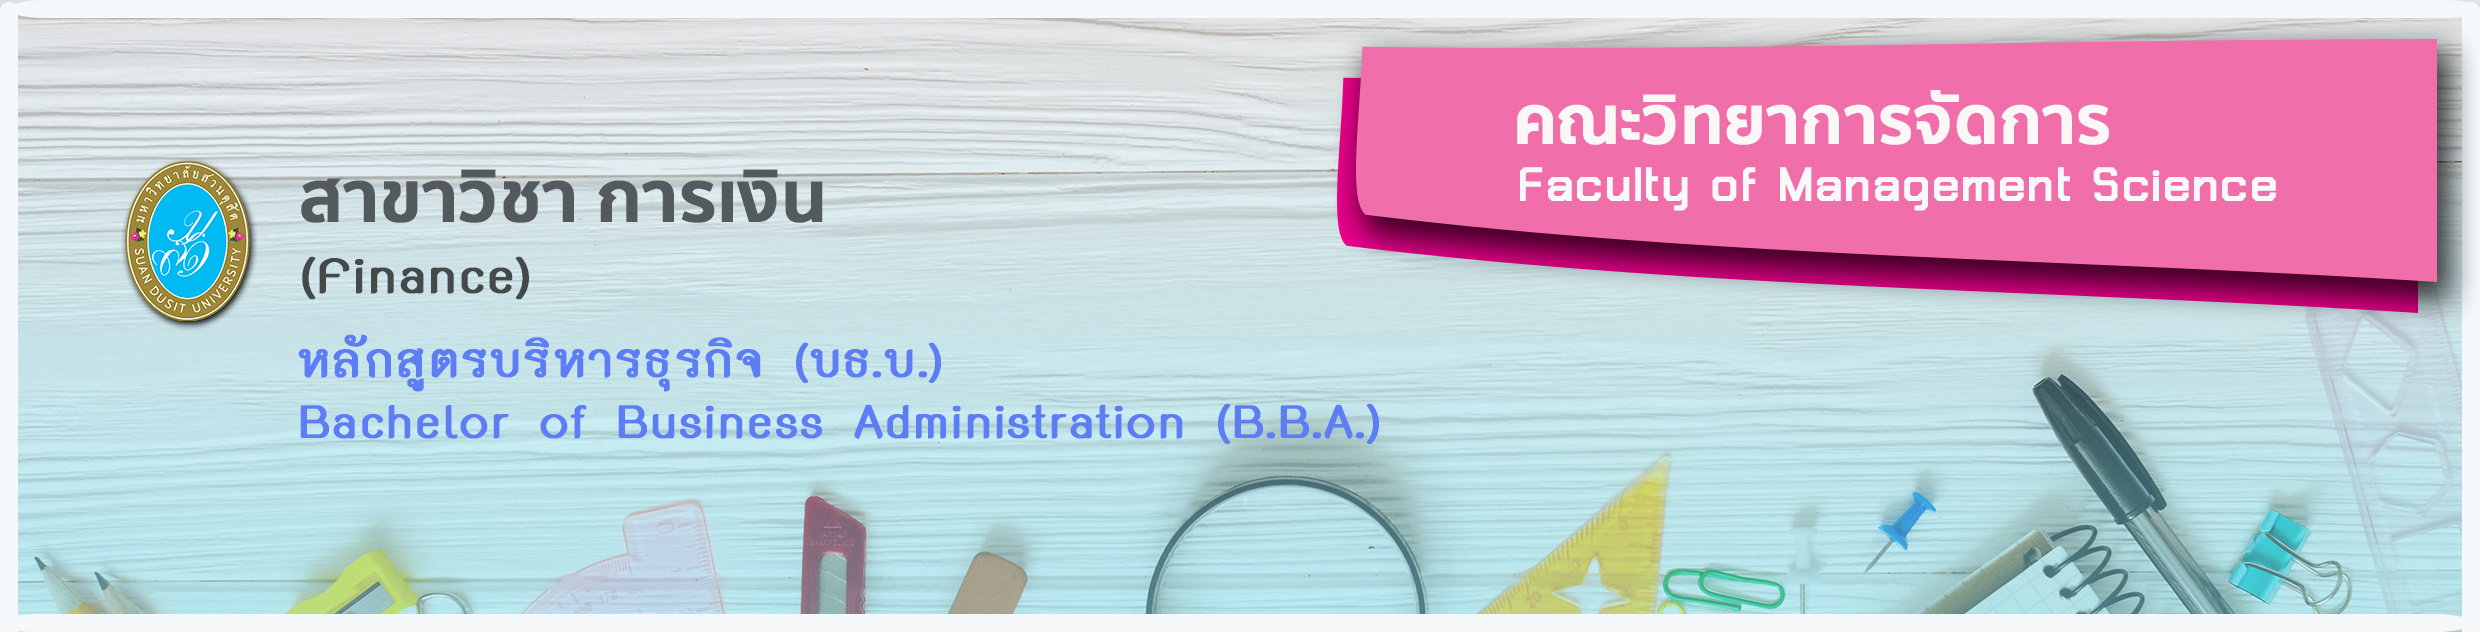 มหาวิทยาลัยสวนดุสิต
SUAN DUSIT UNIVERSITY
สาขาวิชา การเงิน
(Finance)
หลักสูตรบริหารธุรกิจ (บธ.บ.)
Bachelor of Business Administration (B.B.A.)
คณะวิทยาการจัดการ
Faculty of Management Science